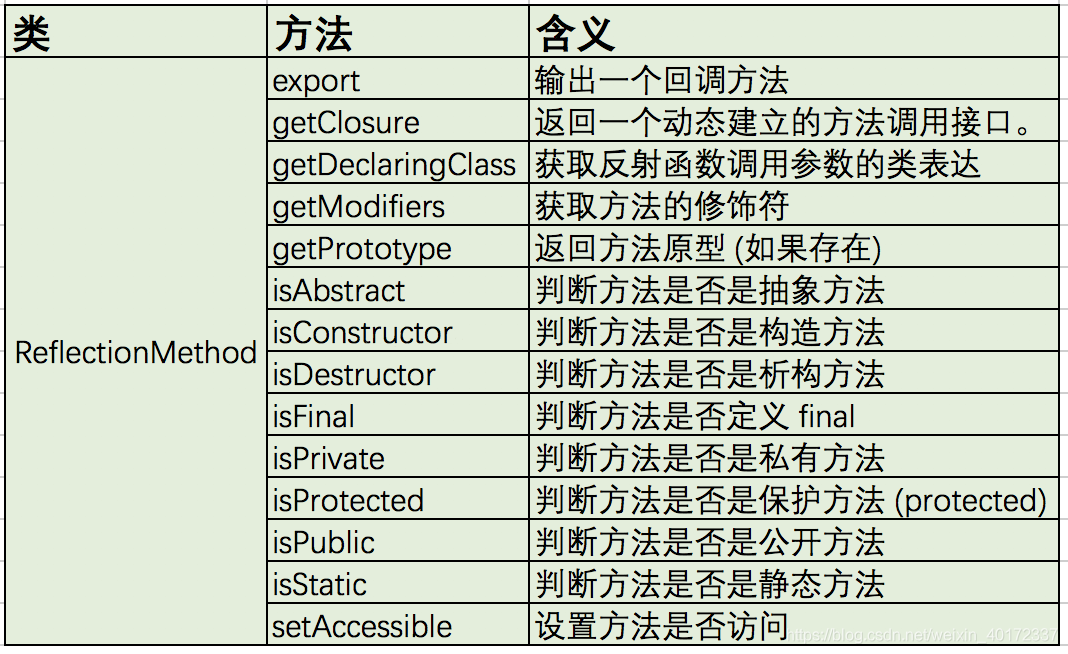 类 方法 含义
export 输出一个回调方法
getClosure 返回一个动态建立的方法调用接口。
getDeclaringClass 获取反射函数调用参数的类表达
getModifiers 获取方法的修饰符
getPrototype 返回方法原型 (如果存在)
isAbstract 判断方法是否是抽象方法
isConstructor 判断方法是否是构造方法
ReflectionMethod
isDestructor 判断方法是否是析构方法
isFinal 判断方法是否定义 final
isPrivate 判断方法是否是私有方法
isProtected 判断方法是否是保护方法 (protected)
isPublic 判断方法是否是公开方法
isStatic 判断方法是否是静态方法
setAccessible 设置方法是否访问
https://blog.csdn.net/weixin_40172337